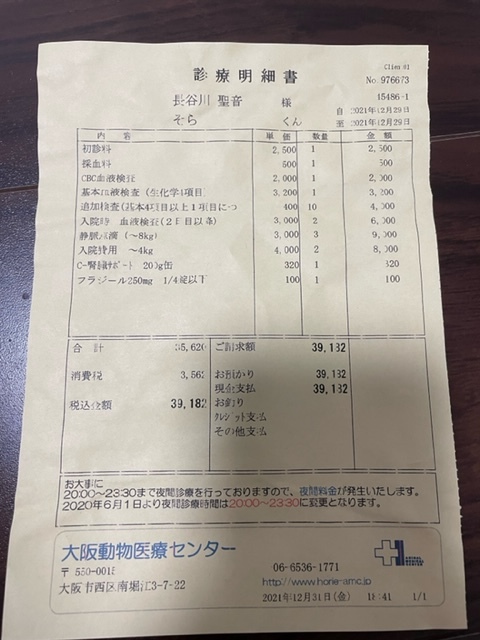 Client
診療明細書
No. 976673
長谷川 聖音 様 15486-1
自 2021年12月29日
そら くん 至 2021年12月29日
内 容 単価 数量 金額
初診料 2,500 1 2,500
採血料 500 1 500
CBC血液検査 2,000 1 2,000
基本血液検査（生化学4項目） 3,200 1 3,200
追加検査(基本4項目以上1項目につ 400 10 4,000
入院時 血液検査(2日目以降) 3,000 2 6,000
静脈点滴（～8kg） 3,000 3 9,000
入院費用 ～4kg 4,000 2 8,000
C-腎臓ｻﾎﾟｰﾄ 200g缶 320 1 320
フラジール250mg 1/4錠以下 100 1 100
合 計 35,620 ご請求額 39,182
消費税 3,562 お預かり 39,182
現金支払 39,182
税込金額 39,182 お釣り
ｸﾚｼﾞｯﾄ支払
その他支払
お大事に
20:00～23:30まで夜間診療を行っておりますので、夜間料金が発生いたします。
2020年6月1日より夜間診療時間は20:00～23:30に変更となります。
大阪動物医療センター
〒 550-0015 06-6536-1771
大阪市西区南堀江3-7-22 http://www.horie-amc.jp
2021年12月31日(金) 18:41 1/1